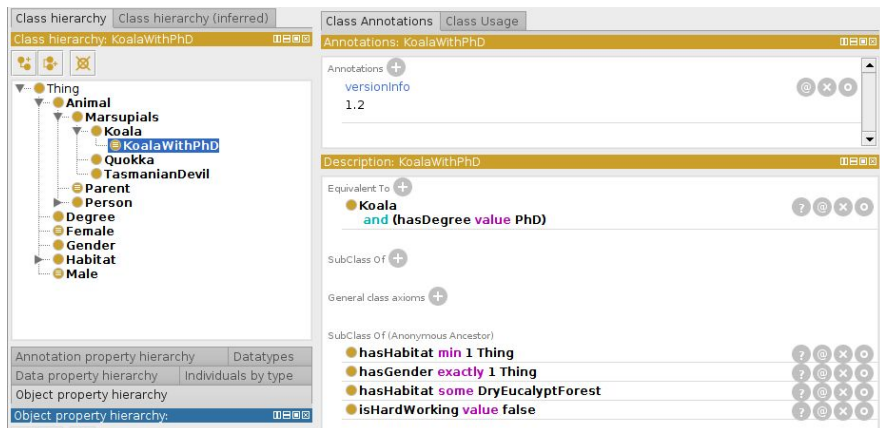 Class hierarchy
Class hierarchy (inferred)
Class hierarchy: KoalaWithPhD
Thing
Animal
Marsupials
Koala
KoalaWithPhD
Quokka
TasmanianDevil
Parent
Person
Degree
Female
Gender
Habitat
Male
Annotation property hierarchy
Datatypes
Data property hierarchy
Individuals by type
Object property hierarchy
Object property hierarchy:
Class Annotations
Class Usage
Annotations: KoalaWithPhD
Annotations
versionInfo
1.2
Description: KoalaWithPhD
Equivalent To
Koala
and (hasDegree value PhD)
SubClass Of
General class axioms
SubClass Of (Anonymous Ancestor)
hasHabitat min 1 Thing
hasGender exactly 1 Thing
hasHabitat some DryEucalyptForest
isHardWorking value false